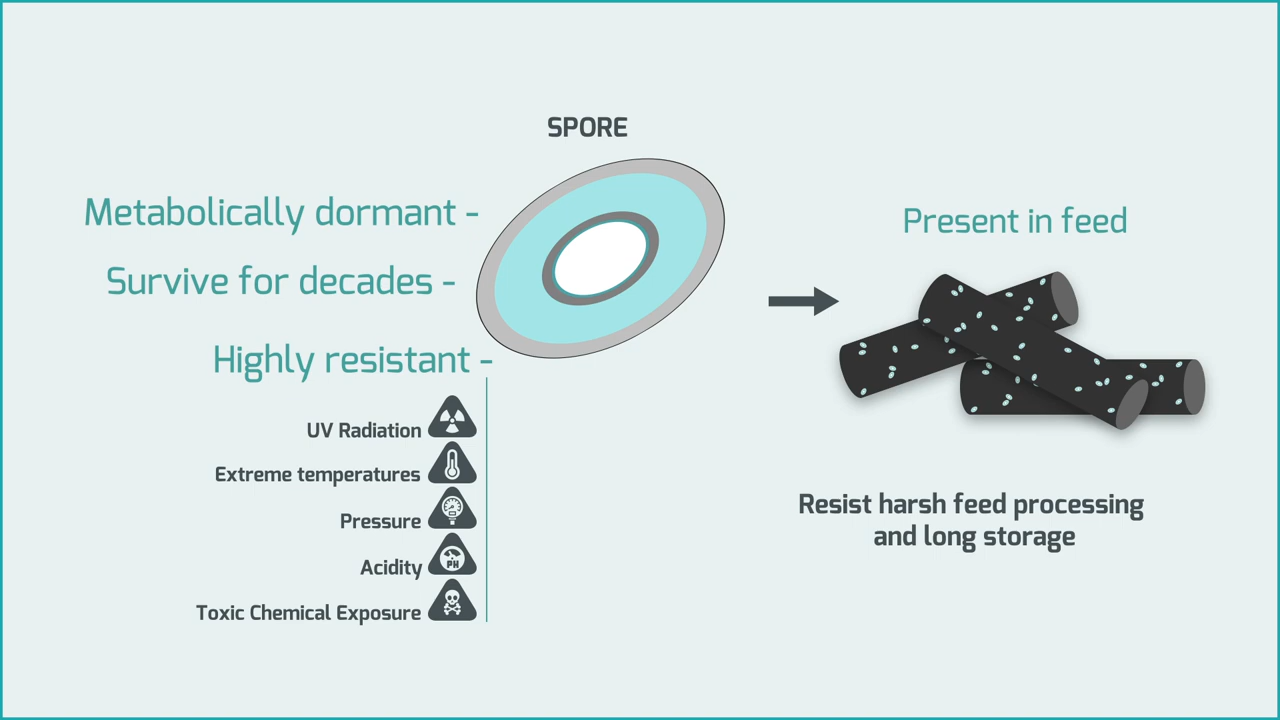 SPORE
Metabolically dormant -
Survive for decades -
Highly resistant -
UV Radiation
Extreme temperatures
Pressure
Acidity
PH
Toxic Chemical Exposure
Present in feed
Resist harsh feed processing
and long storage